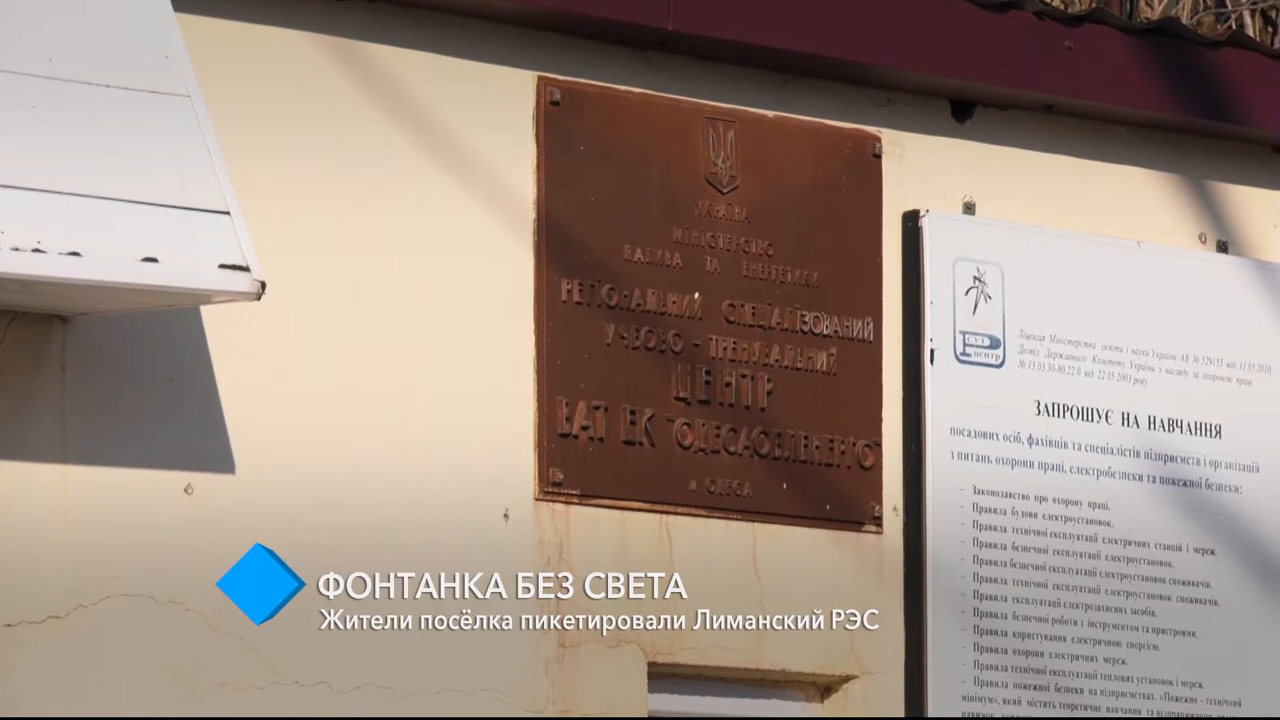 УКРАЇНА
МІНІСТЕРСТВО
ПАЛИВА ТА ЕНЕРГЕТИКИ
РЕГІОНАЛЬНИЙ СПЕЦІАЛІЗОВАНИЙ
УЧБОВО - ТРЕНУВАЛЬНИЙ
ЦЕНТР
ВАТ ЕК "ОДЕСАОБЛЕНЕРГО"
м. ОДЕСА
Р СУТ
центр
Ліцензія Міністерства освіти і науки України АВ № 529155 від 11.03.2010,
Дозвіл Державного Комітету України з нагляду за охороною праці
№ 13.03.30-80.22.0 від 22.05.2003 року
ЗАПРОШУЄ НА НАВЧАННЯ
посадових осіб, фахівців та спеціалістів підприємств і організацій
з питань охорони праці, електробезпеки та пожежної безпеки:
- Законодавство про охорону праці.
- Правила будови електроустановок.
- Правила технічної експлуатації електричних станцій і мереж.
- Правила безпечної експлуатації електроустановок.
- Правила безпечної експлуатації електроустановок споживачів.
- Правила технічної експлуатації електроустановок споживачів.
- Правила експлуатації електрозахисних засобів.
- Правила безпечної роботи з інструментом та пристроями.
- Правила користування електричною енергією.
- Правила охорони електричних мереж.
- Правила технічної експлуатації теплових установок і мереж.
- Правила пожежної безпеки на підприємствах. «Пожежно - технічний
мінімум», який містить теоретичне навчання та відпрацювання
ФОНТАНКА БЕЗ СВЕТА
Жители посёлка пикетировали Лиманский РЭС